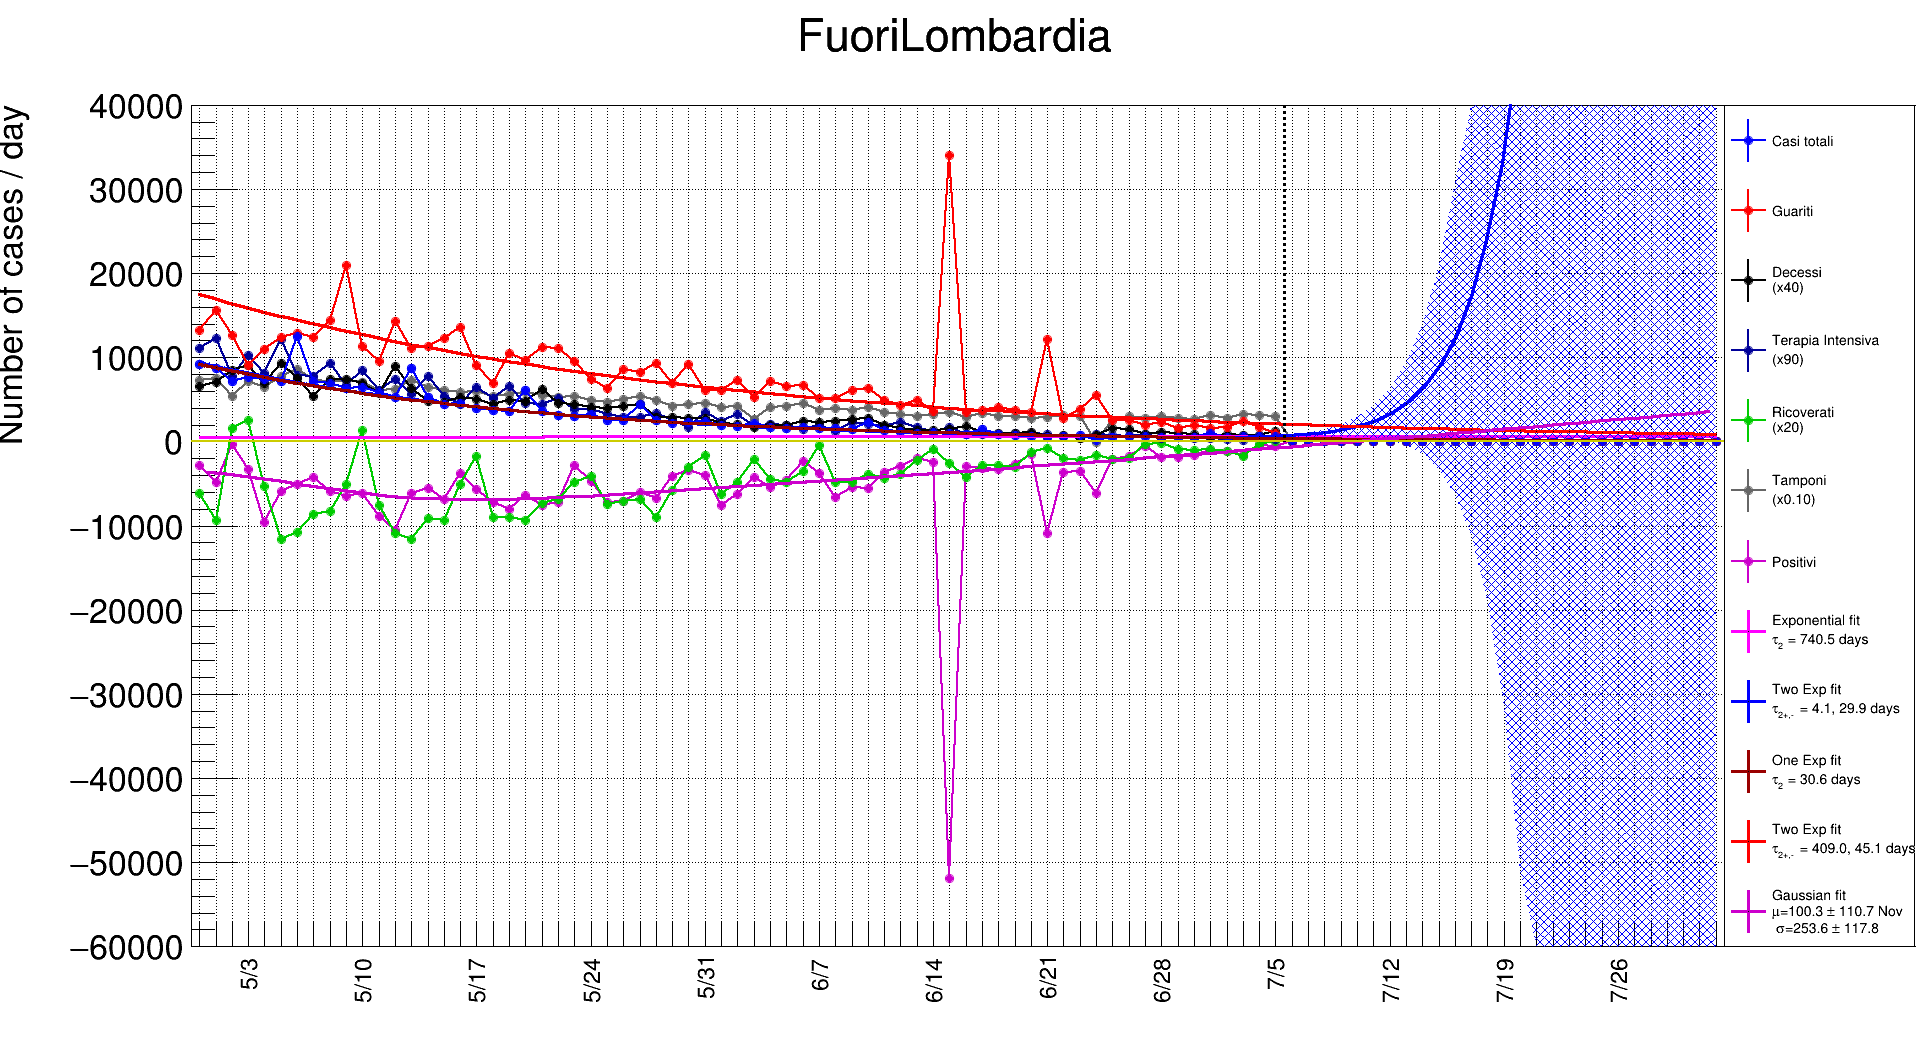 FuoriLombardia
Number of cases / day
40000
30000
20000
10000
0
−10000
−20000
−30000
−40000
−50000
−60000
5/3
5/10
5/17
5/24
5/31
6/7
6/14
6/21
6/28
7/5
7/12
7/19
7/26
Casi totali
Guariti
Decessi
(x40)
Terapia Intensiva
(x90)
Ricoverati
(x20)
Tamponi
(x0.10)
Positivi
Exponential fit
τ2 = 740.5 days
Two Exp fit
τ2+,- = 4.1, 29.9 days
One Exp fit
τ2 = 30.6 days
Two Exp fit
τ2+,- = 409.0, 45.1 days
Gaussian fit
μ=100.3 ± 110.7 Nov
σ=253.6 ± 117.8